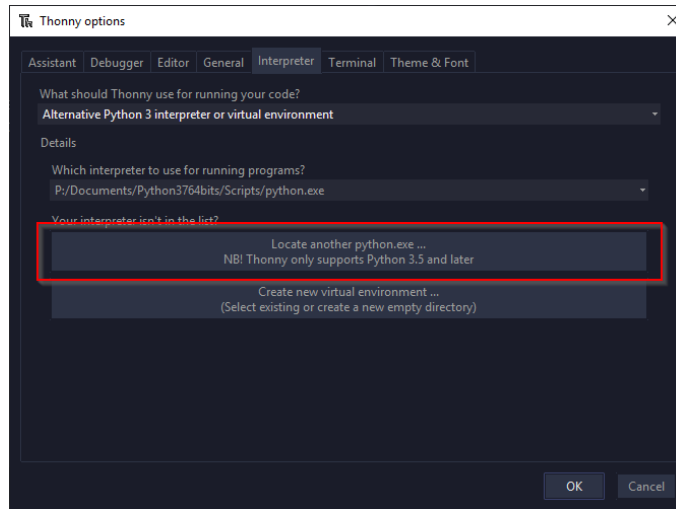 Thonny options
Assistant Debugger Editor General Interpreter Terminal Theme & Font
What should Thonny use for running your code?
Alternative Python 3 interpreter or virtual environment
Details
Which interpreter to use for running programs?
P:/Documents/Python3764bits/Scripts/python.exe
Your interpreter isn't in the list?
Locate another python.exe ...
NB! Thonny only supports Python 3.5 and later
Create new virtual environment ...
(Select existing or create a new empty directory)
OK Cancel